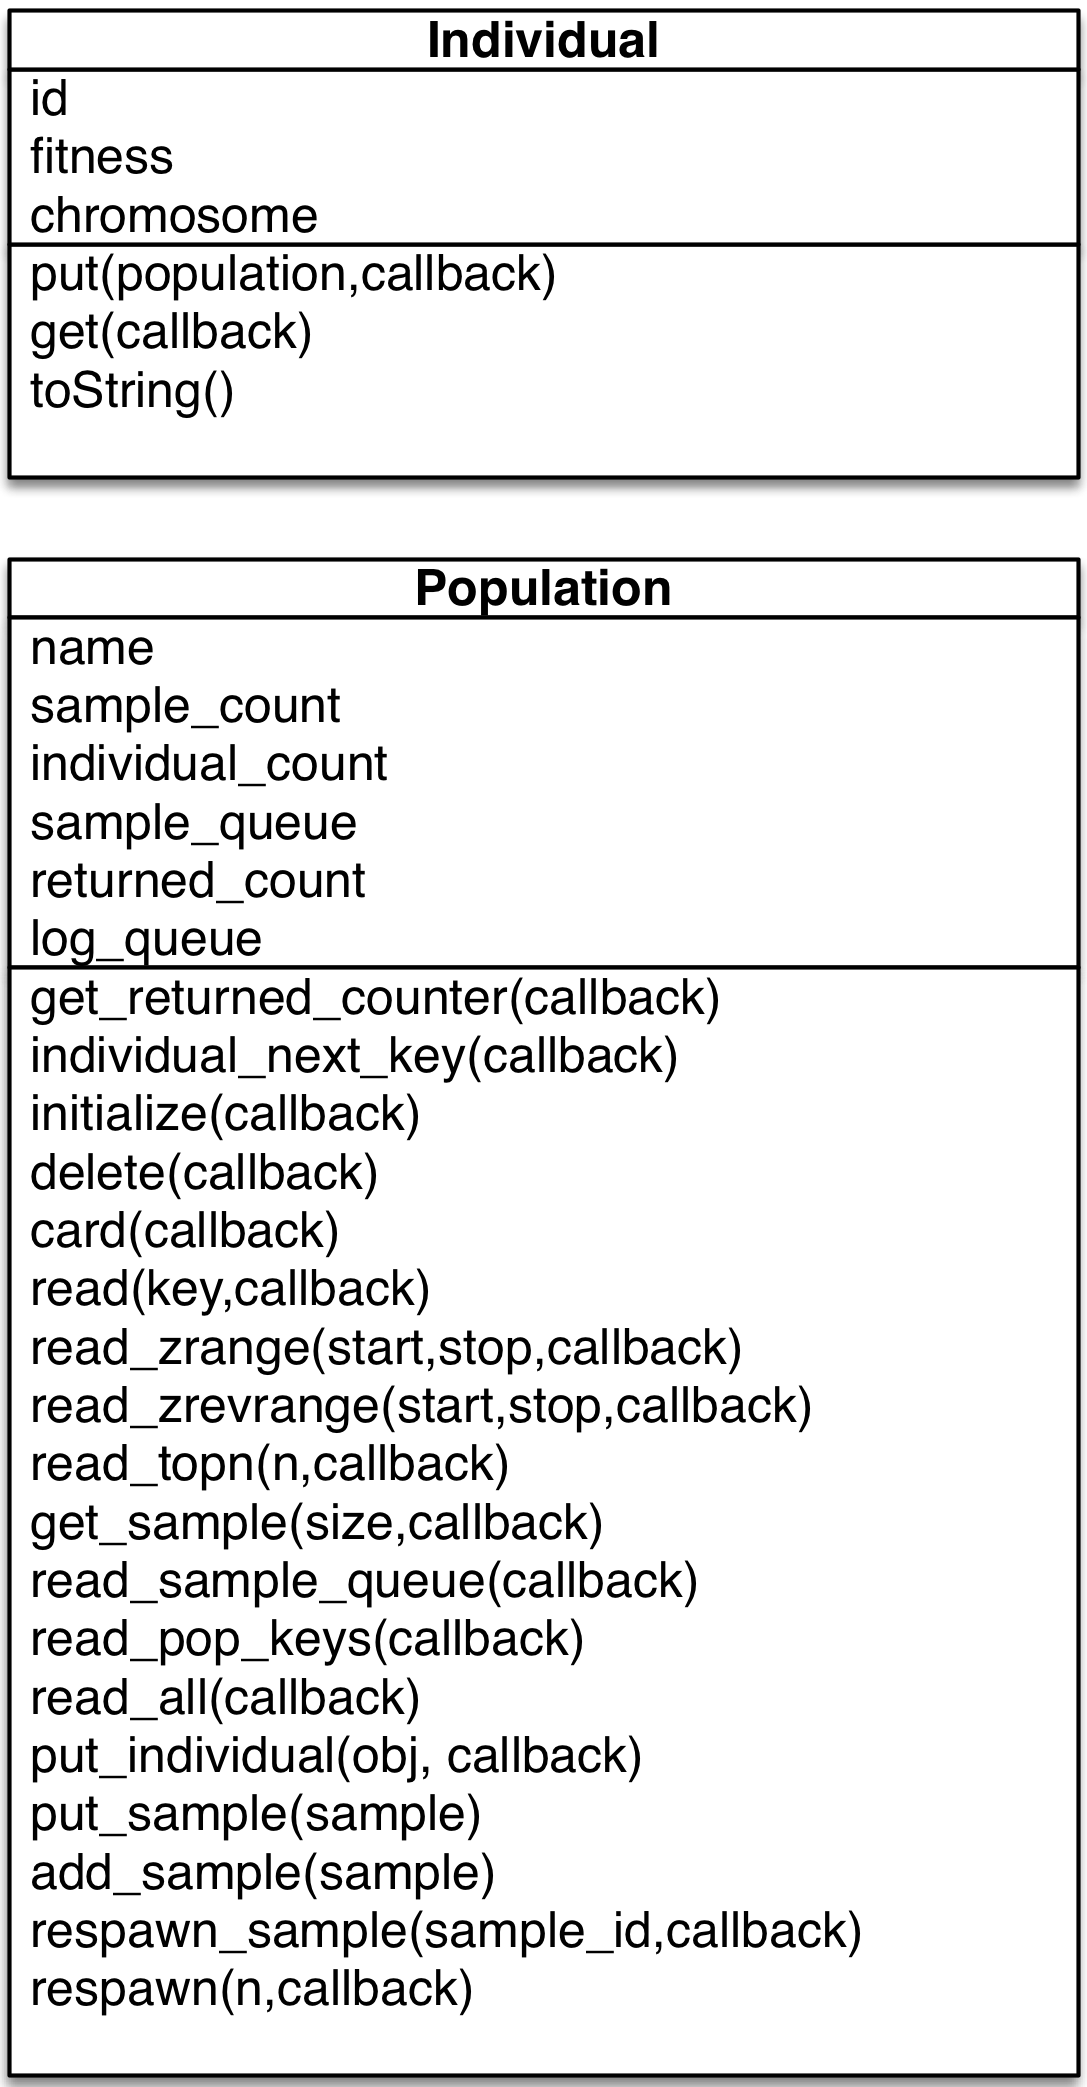 Individual
id
fitness
chromosome
put(population,callback)
get(callback)
toString()
Population
name
sample_count
individual_count
sample_queue
returned_count
log_queue
get_returned_counter(callback)
individual_next_key(callback)
initialize(callback)
delete(callback)
card(callback)
read(key,callback)
read_zrange(start,stop,callback)
read_zrevrange(start,stop,callback)
read_topn(n,callback)
get_sample(size,callback)
read_sample_queue(callback)
read_pop_keys(callback)
read_all(callback)
put_individual(obj, callback)
put_sample(sample)
add_sample(sample)
respawn_sample(sample_id,callback)
respawn(n,callback)